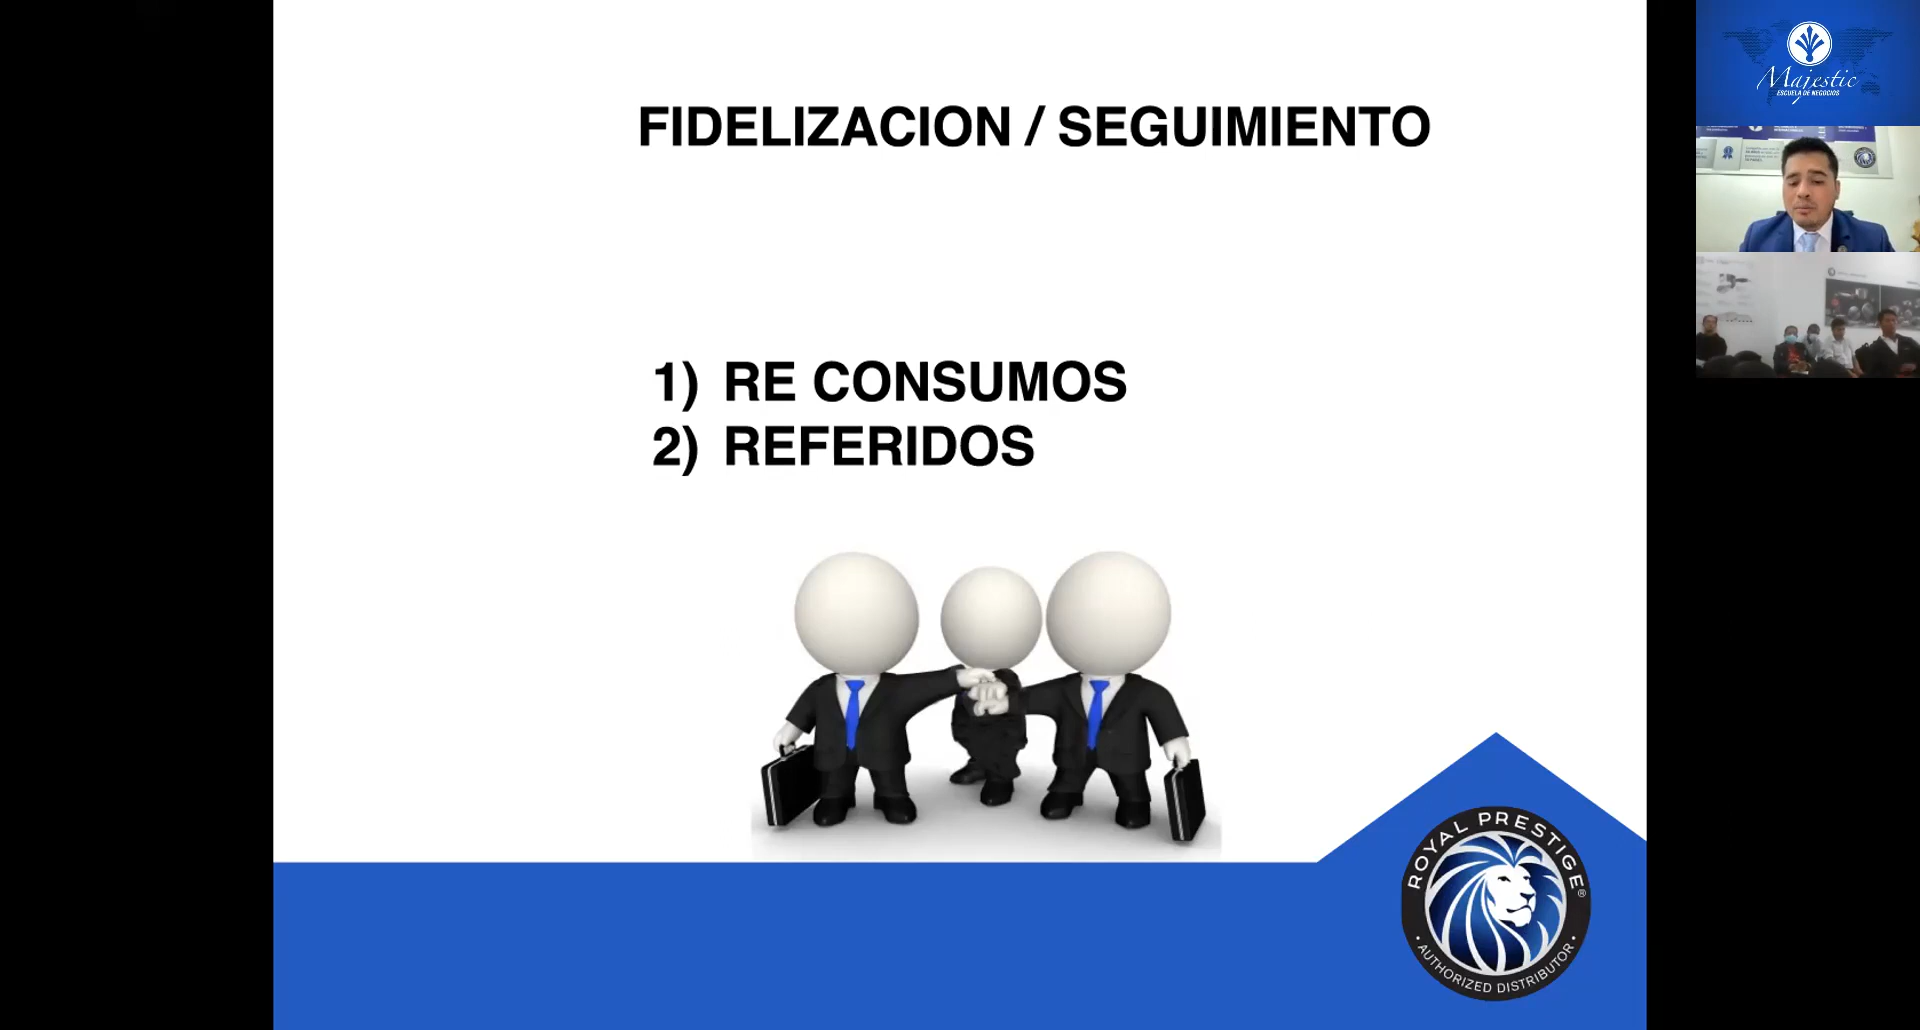 FIDELIZACION / SEGUIMIENTO
1) RE CONSUMOS
2) REFERIDOS
ROYAL PRESTIGE®
• AUTHORIZED DISTRIBUTOR •
Majestic
ESCUELA DE NEGOCIOS